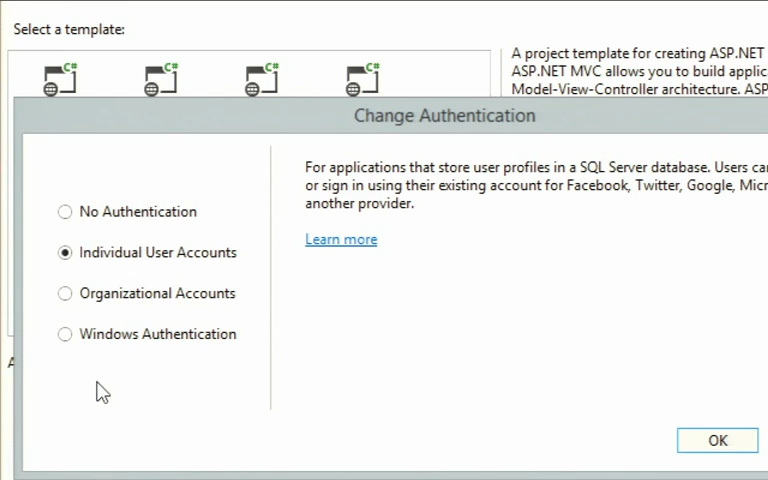 Select a template:
C# C# C# C#
A project template for creating ASP.NET
ASP.NET MVC allows you to build applic
Model-View-Controller architecture. ASP
Change Authentication
No Authentication
Individual User Accounts
Organizational Accounts
Windows Authentication
For applications that store user profiles in a SQL Server database. Users can
or sign in using their existing account for Facebook, Twitter, Google, Micr
another provider.
Learn more
A
OK